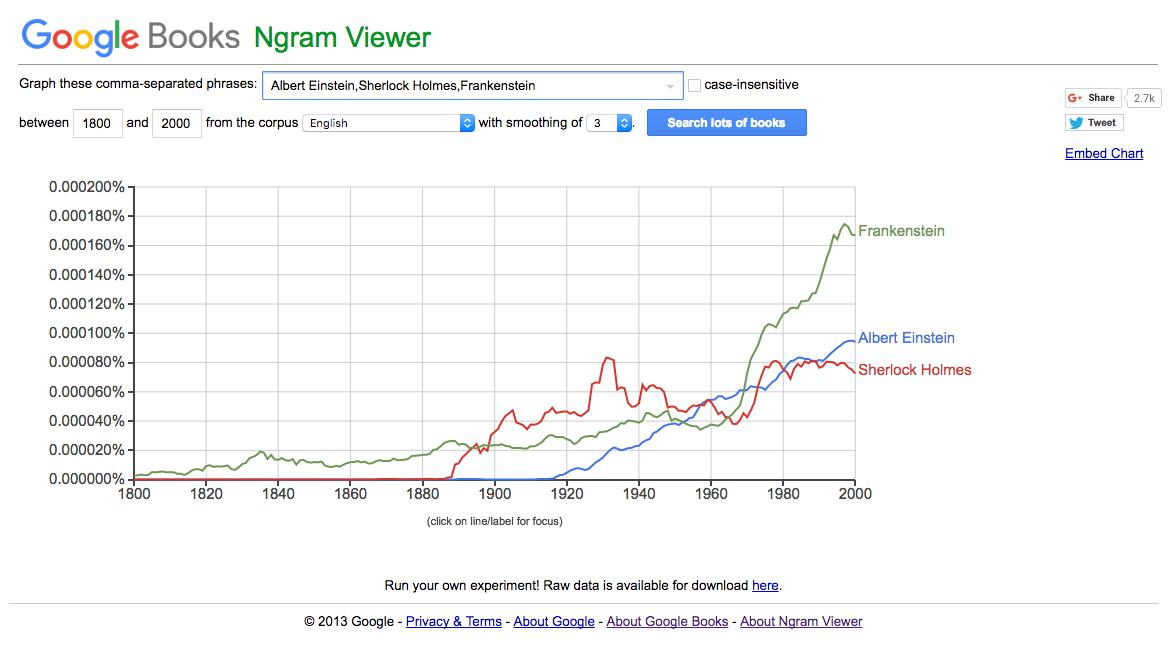 Google Books Ngram Viewer
Graph these comma-separated phrases: Albert Einstein,Sherlock Holmes,Frankenstein case-insensitive
between 1800 and 2000 from the corpus English with smoothing of 3 . Search lots of books
G+ Share 2.7k
Tweet
Embed Chart
0.000200%
0.000180%
0.000160%
0.000140%
0.000120%
0.000100%
0.000080%
0.000060%
0.000040%
0.000020%
0.000000%
Frankenstein
Albert Einstein
Sherlock Holmes
1800 1820 1840 1860 1880 1900 1920 1940 1960 1980 2000
(click on line/label for focus)
Run your own experiment! Raw data is available for download here.
© 2013 Google - Privacy & Terms - About Google - About Google Books - About Ngram Viewer